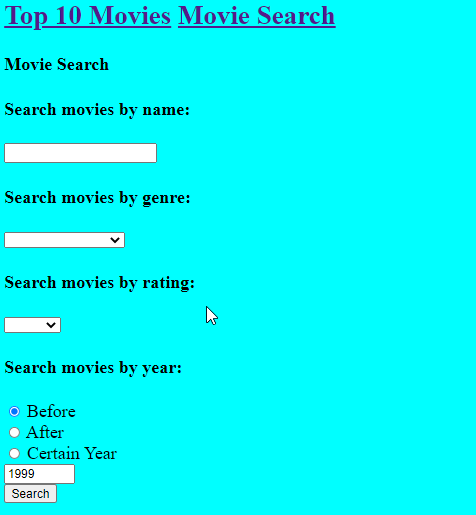 Top 10 Movies Movie Search
Movie Search
Search movies by name:
Search movies by genre:
Search movies by rating:
Search movies by year:
Before
After
Certain Year
1999
Search